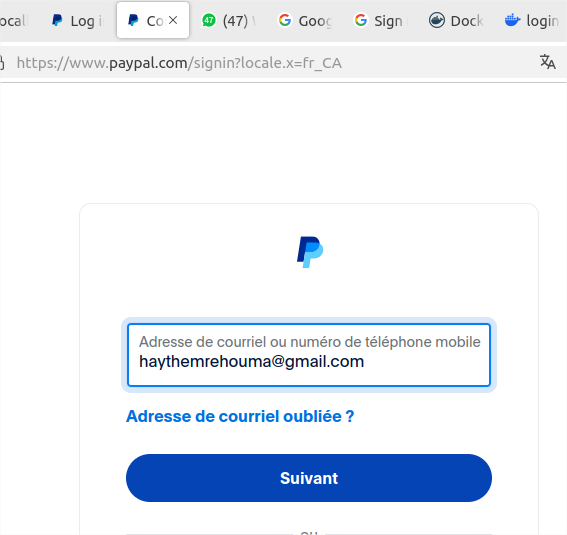 ocal
Log i
Co
47
(47)
Goog
Sign
Dock
login
https://www.paypal.com/signin?locale.x=fr_CA
Adresse de courriel ou numéro de téléphone mobile
haythemrehouma@gmail.com
Adresse de courriel oubliée ?
Suivant